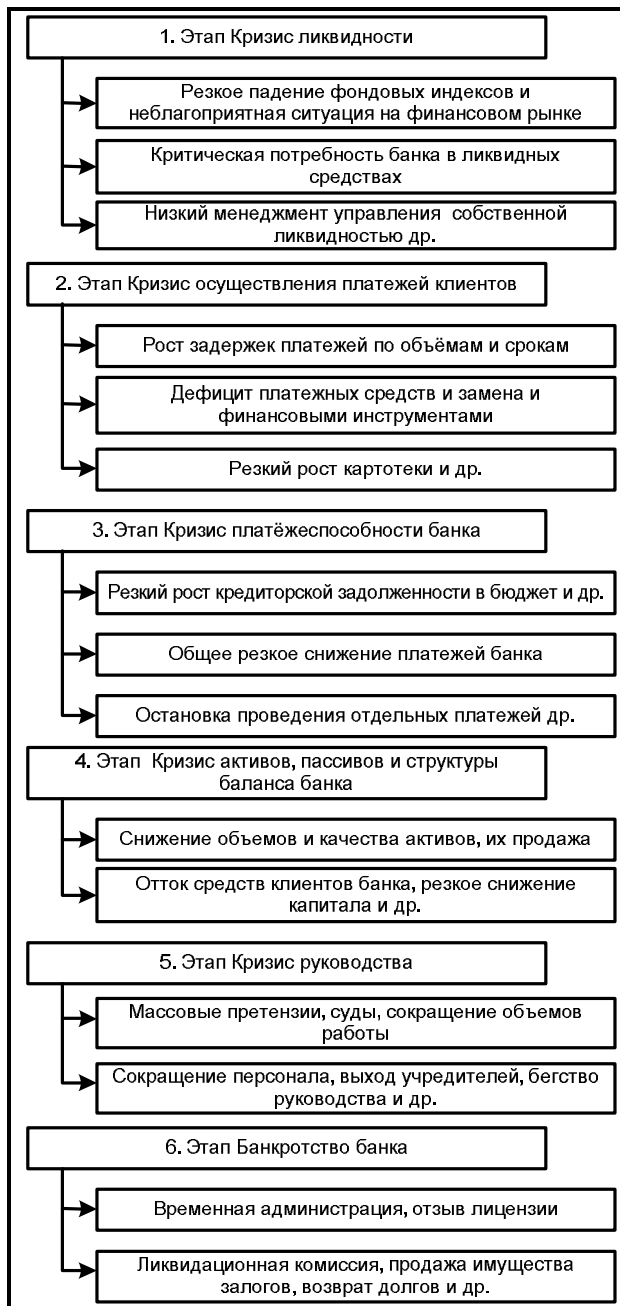 1. Этап Кризис ликвидности
Резкое падение фондовых индексов и
неблагоприятная ситуация на финансовом рынке
Критическая потребность банка в ликвидных
средствах
Низкий менеджмент управления собственной
ликвидностью др.
2. Этап Кризис осуществления платежей клиентов
Рост задержек платежей по объёмам и срокам
Дефицит платежных средств и замена и
финансовыми инструментами
Резкий рост картотеки и др.
3. Этап Кризис платёжеспособности банка
Резкий рост кредиторской задолженности в бюджет и др.
Общее резкое снижение платежей банка
Остановка проведения отдельных платежей др.
4. Этап Кризис активов, пассивов и структуры
баланса банка
Снижение объемов и качества активов, их продажа
Отток средств клиентов банка, резкое снижение
капитала и др.
5. Этап Кризис руководства
Массовые претензии, суды, сокращение объемов
работы
Сокращение персонала, выход учредителей, бегство
руководства и др.
6. Этап Банкротство банка
Временная администрация, отзыв лицензии
Ликвидационная комиссия, продажа имущества
залогов, возврат долгов и др.